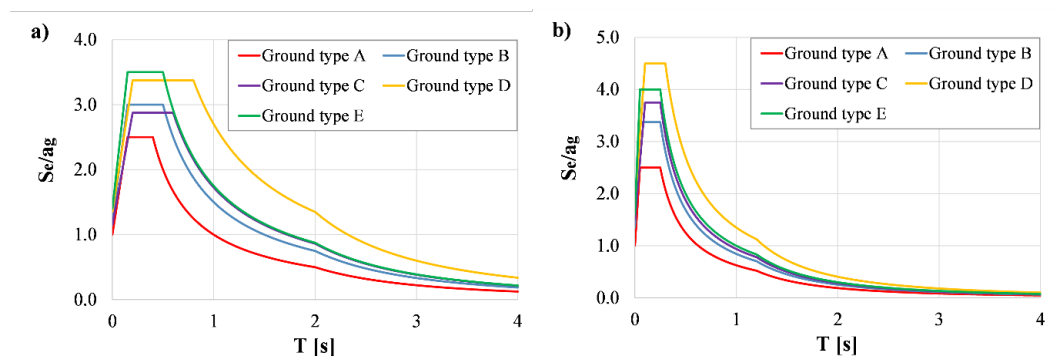 a)
Ground type A Ground type B
Ground type C Ground type D
Ground type E
Se/ag
4.0
3.0
2.0
1.0
0.0
0 1 2 3 4
T [s]
b)
Ground type A Ground type B
Ground type C Ground type D
Ground type E
Se/ag
5.0
4.0
3.0
2.0
1.0
0.0
0 1 2 3 4
T [s]